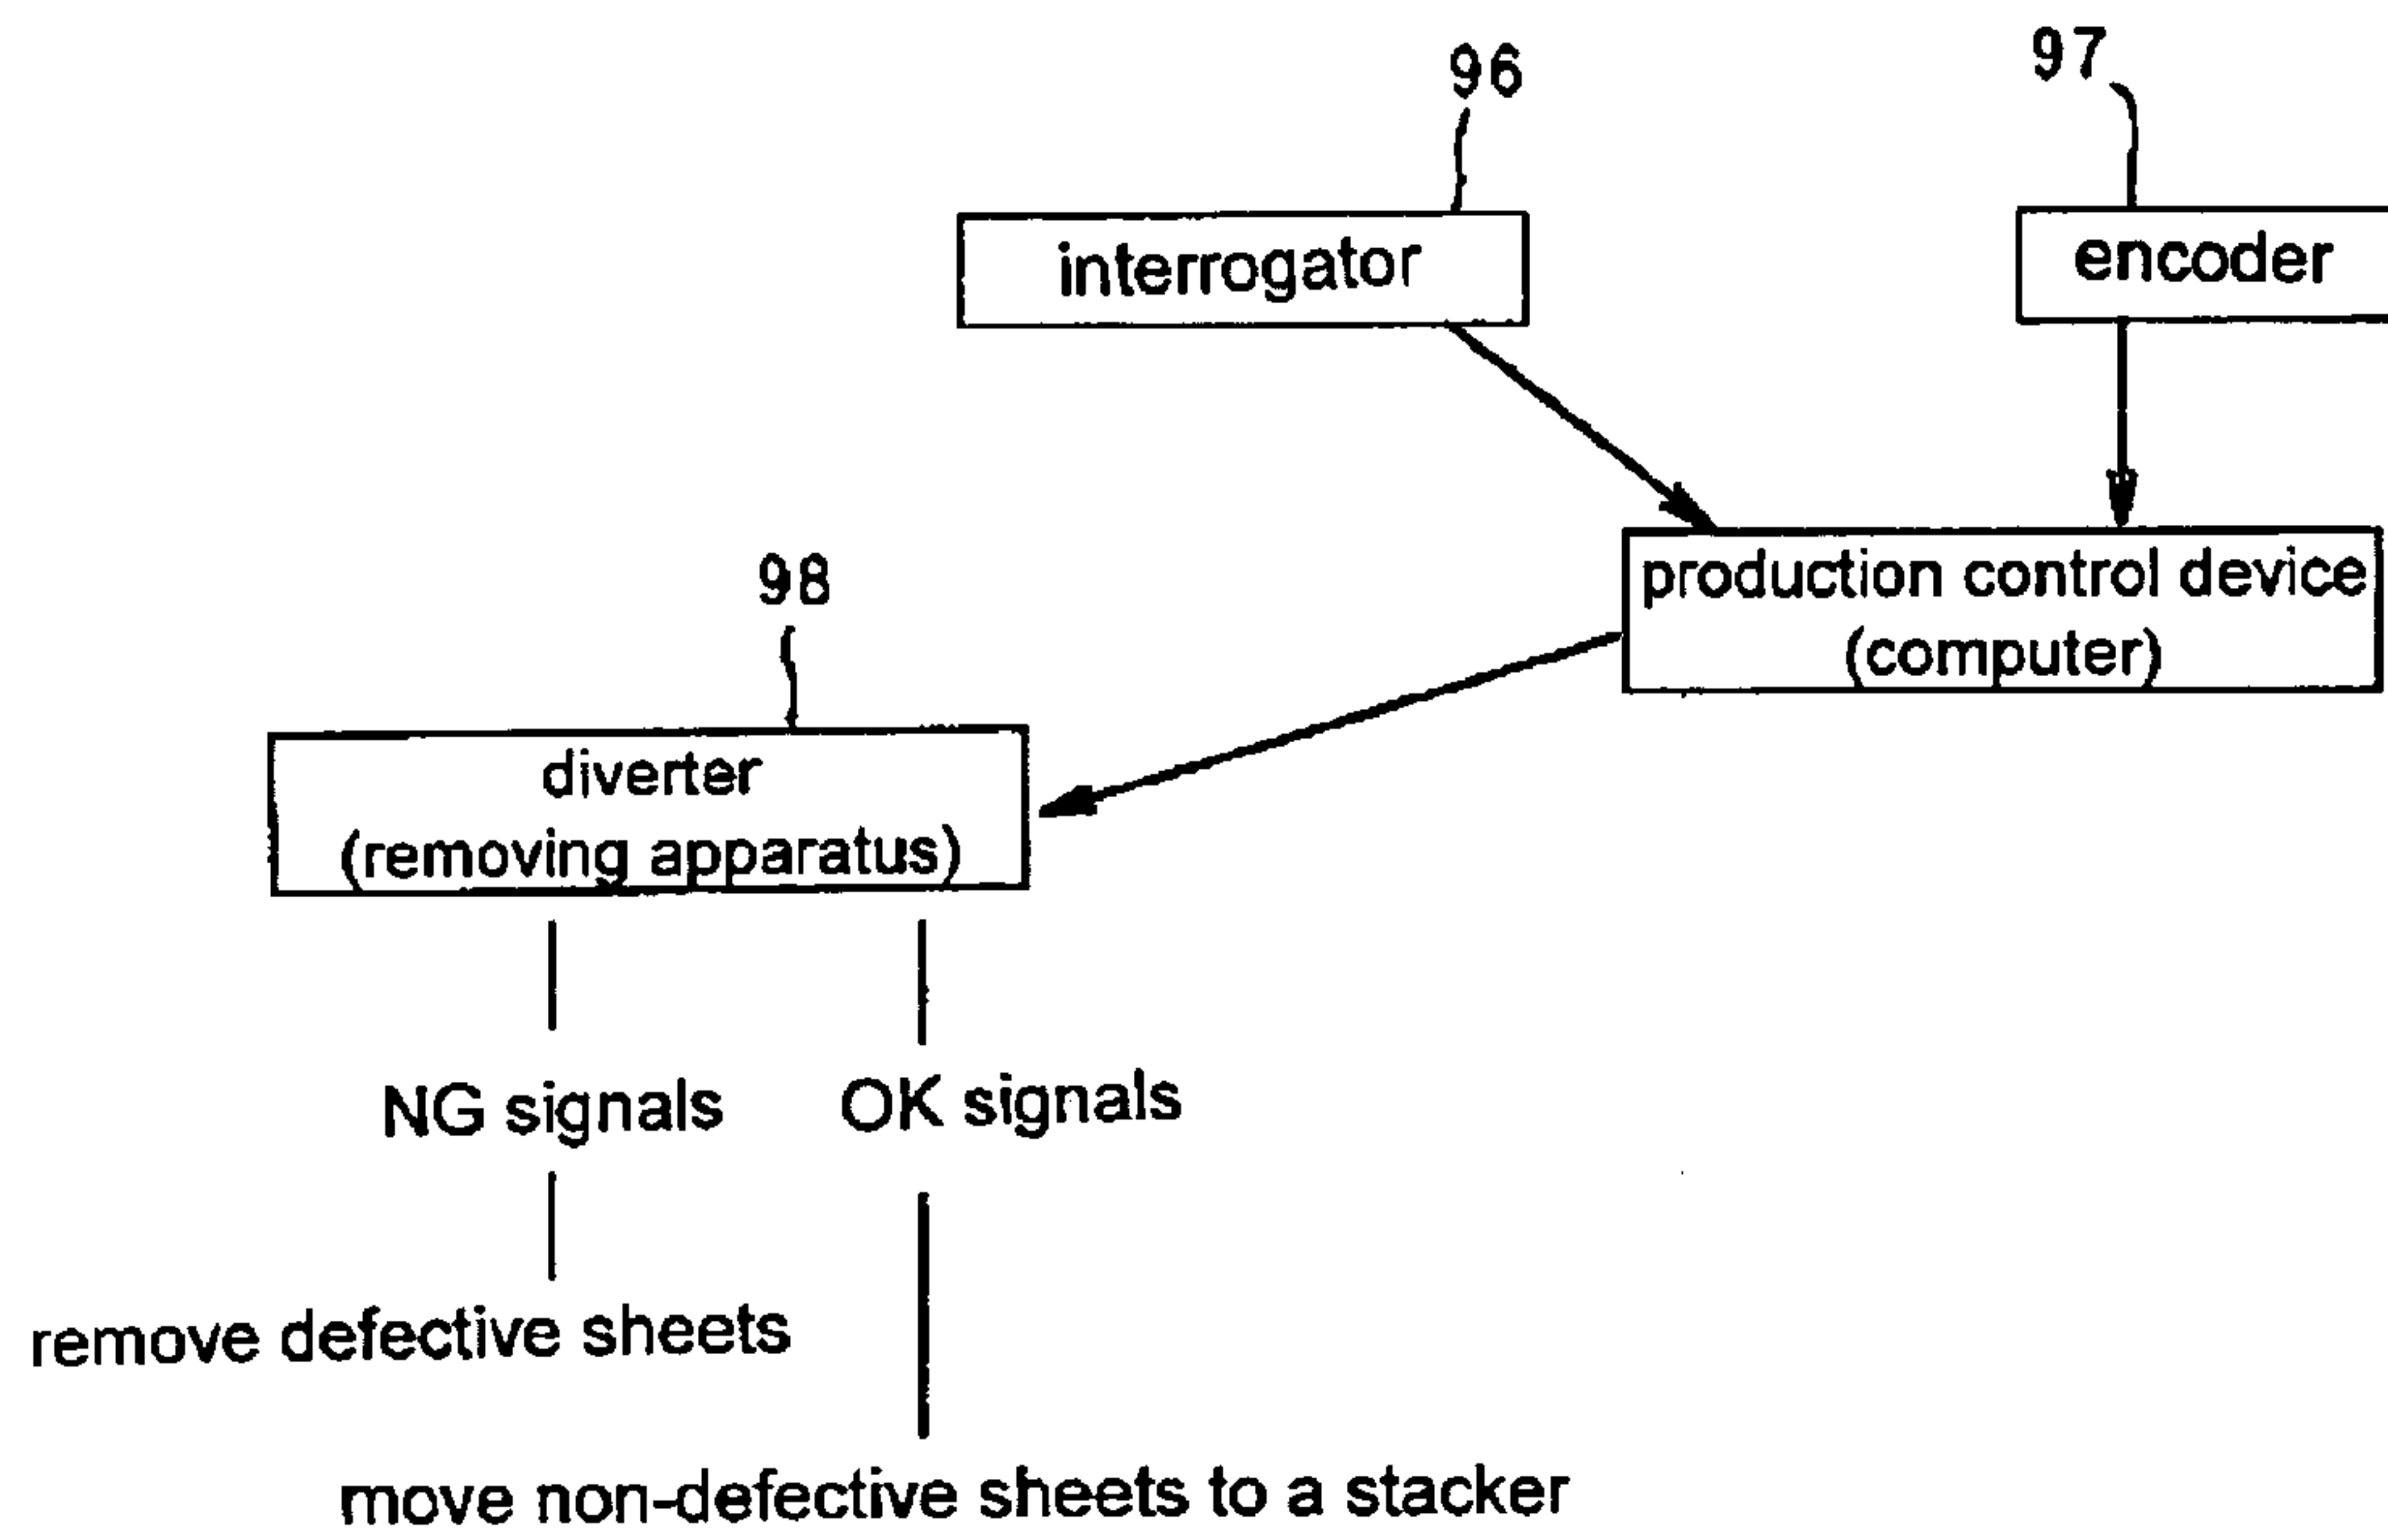 96
97
interrogator
encoder
production control device
(computer)
98
diverter
(removing apparatus)
NG signals
OK signals
remove defective sheets
move non-defective sheets to a stacker